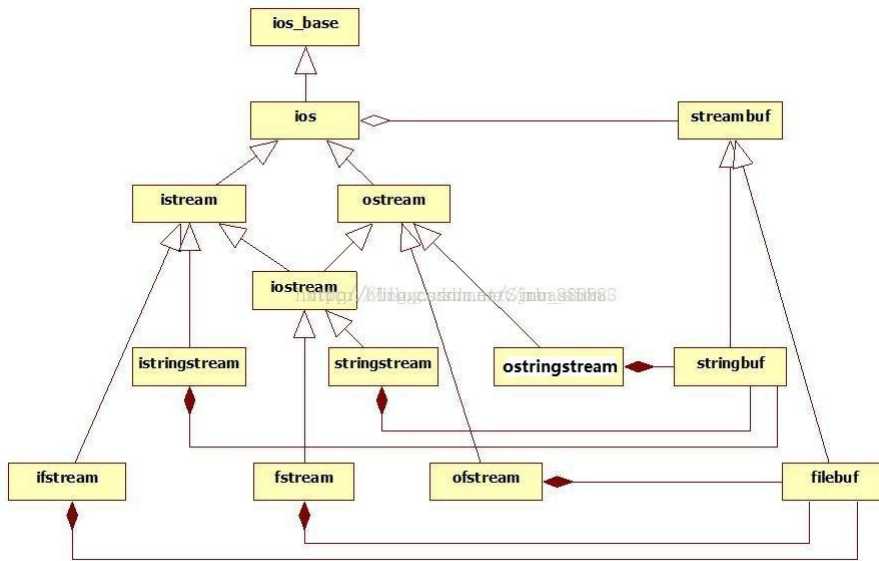 ios_base
ios
streambuf
istream
ostream
iostream
istringstream
stringstream
ostringstream
stringbuf
ifstream
fstream
ofstream
filebuf